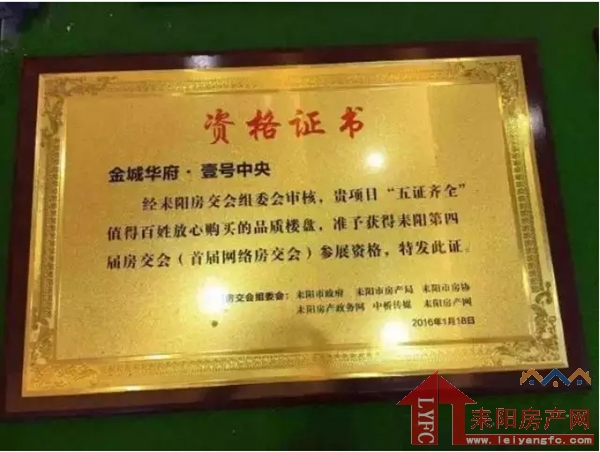 资格证书
金城华府·壹号中央
经耒阳房交会组委会审核，贵项目“五证齐全”
值得百姓放心购买的品质楼盘，准予获得耒阳第四
届房交会（首届网络房交会）参展资格，特发此证。
房交会组委会：耒阳市政府 耒阳市房产局 耒阳市房协
耒阳房产政务网 中桥传媒 耒阳房产网
2016年1月18日
LYFC
耒阳房产网
www.leiyangfc.com